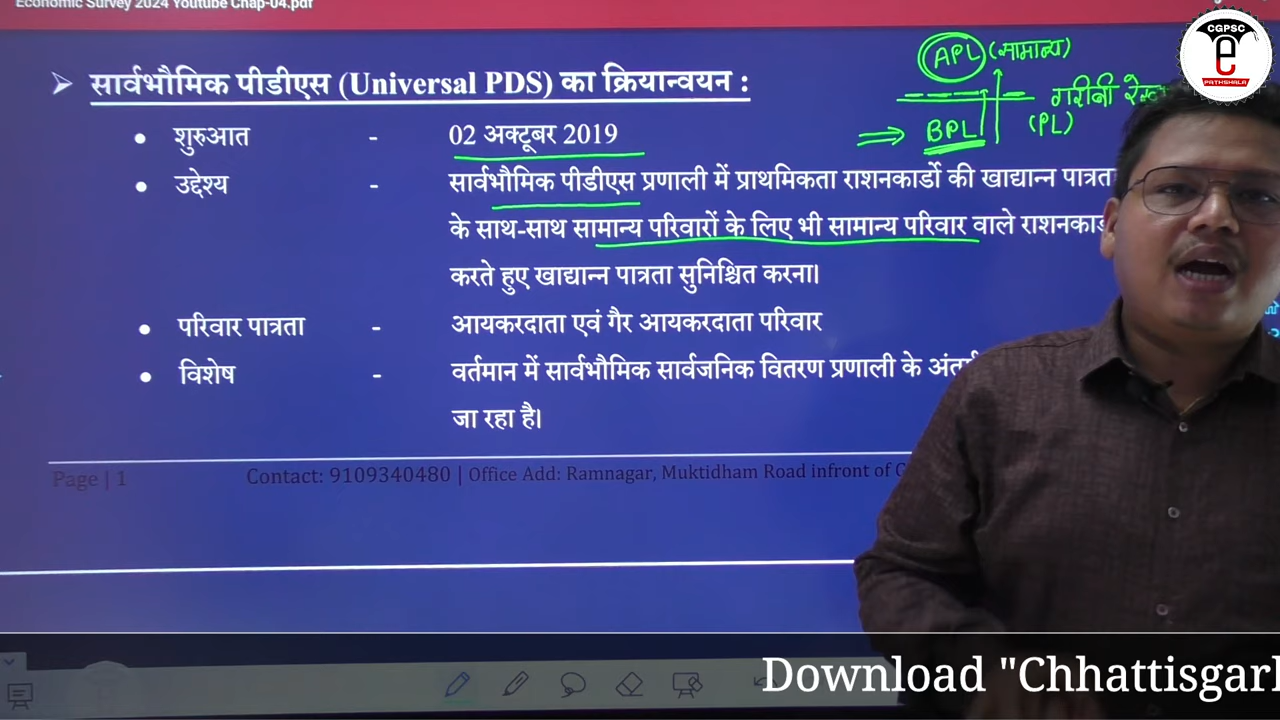 Economic Survey 2024 Youtube Chap-04.pdf
CGPSC
e
PATHSHALA
APL (सामान्य)
गरीबी
BPL (PL)
➢ सार्वभौमिक पीडीएस (Universal PDS) का क्रियान्वयन :
• शुरुआत - 02 अक्टूबर 2019
• उद्देश्य - सार्वभौमिक पीडीएस प्रणाली में प्राथमिकता राशनकार्डो की खाद्यान्न
के साथ-साथ सामान्य परिवारों के लिए भी सामान्य परिवार वाले
करते हुए खाद्यान्न पात्रता सुनिश्चित करना।
• परिवार पात्रता - आयकरदाता एवं गैर आयकरदाता परिवार
• विशेष - वर्तमान में सार्वभौमिक सार्वजनिक वितरण प्रणाली के
जा रहा है।
Page | 1 Contact: 9109340480 | Office Add: Ramnagar, Muktidham Road infront of
Download "Chhattisgarh